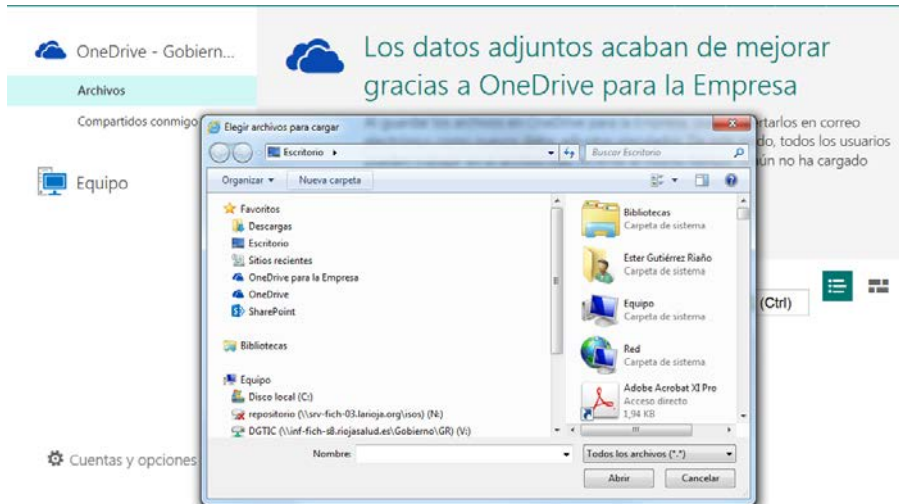 OneDrive - Gobiern...
Archivos
Compartidos conmigo
Equipo
Cuentas y opciones
Los datos adjuntos acaban de mejorar
gracias a OneDrive para la Empresa
rtarlos en correo
do, todos los usuarios
ún no ha cargado
(Ctrl)
Elegir archivos para cargar
Escritorio
Buscar Escritorio
Organizar
Nueva carpeta
Favoritos
Descargas
Escritorio
Sitios recientes
OneDrive para la Empresa
OneDrive
SharePoint
Bibliotecas
Equipo
Disco local (C:)
repositorio (\\srv-fich-03.larioja.org\isos) (N:)
DGTIC (\\inf-fich-s8.riojasalud.es\Gobierno\GR) (V:)
Bibliotecas
Carpeta de sistema
Ester Gutiérrez Riaño
Carpeta de sistema
Equipo
Carpeta de sistema
Red
Carpeta de sistema
Adobe Acrobat XI Pro
Acceso directo
1,94 KB
Nombre:
Todos los archivos (*.*)
Abrir
Cancelar